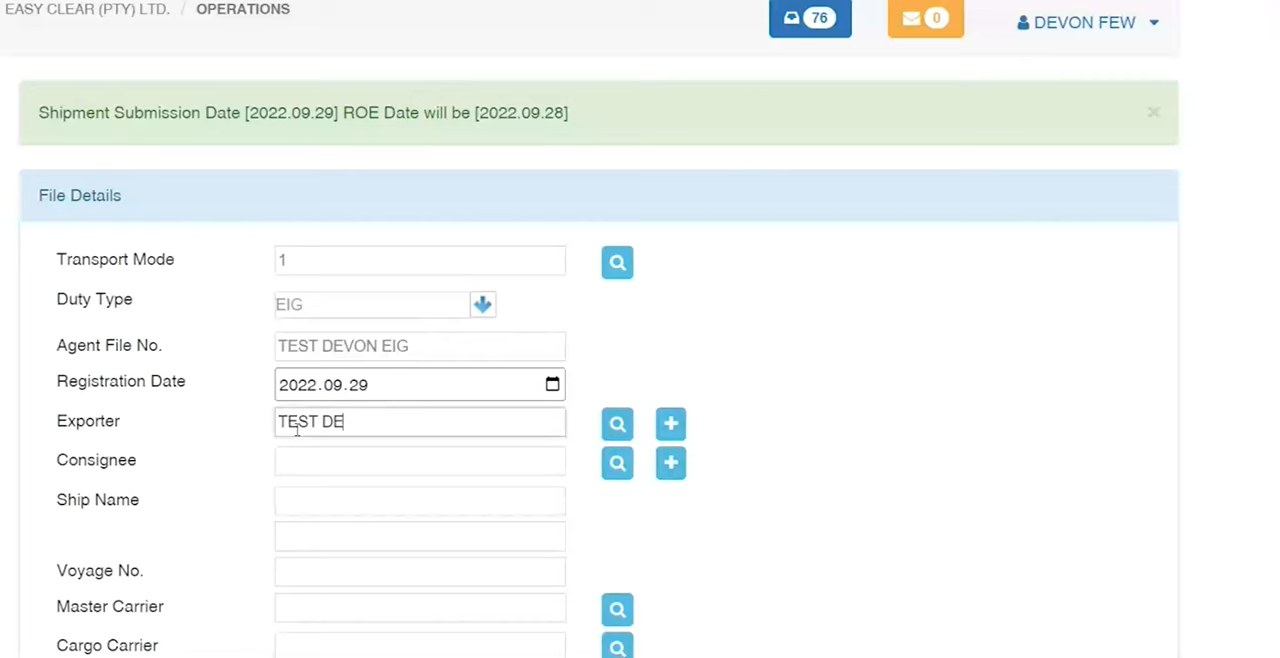 EASY CLEAR (PTY) LTD. / OPERATIONS
76
0
DEVON FEW
Shipment Submission Date [2022.09.29] ROE Date will be [2022.09.28]
File Details
Transport Mode 1
Duty Type EIG
Agent File No. TEST DEVON EIG
Registration Date 2022.09.29
Exporter TEST DE
Consignee
Ship Name
Voyage No.
Master Carrier
Cargo Carrier